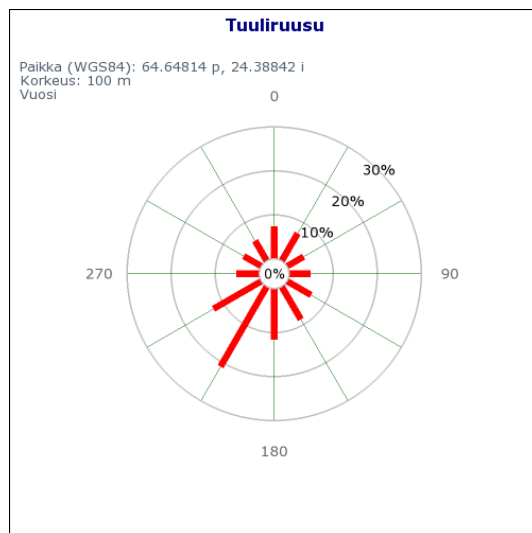 Tuuliruusu
Paikka (WGS84): 64.64814 p, 24.38842 i
Korkeus: 100 m
Vuosi
0
30%
20%
10%
270
0%
90
180